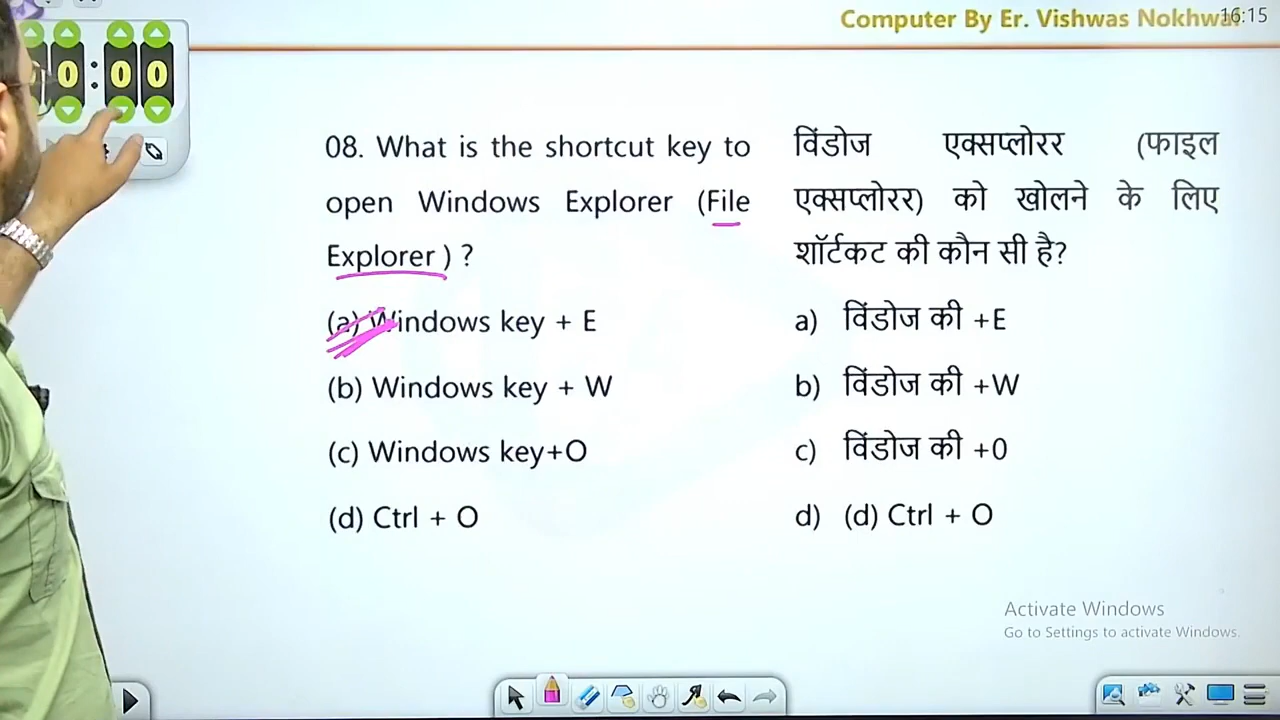 Computer By Er. Vishwas Nokhwal
16:15
0:00
08. What is the shortcut key to
open Windows Explorer (File
Explorer) ?
(a) Windows key + E
(b) Windows key + W
(c) Windows key+O
(d) Ctrl + O
विंडोज एक्सप्लोरर (फाइल
एक्सप्लोरर) को खोलने के लिए
शॉर्टकट की कौन सी है?
a) विंडोज की +E
b) विंडोज की +W
c) विंडोज की +0
d) (d) Ctrl + O
Activate Windows
Go to Settings to activate Windows.